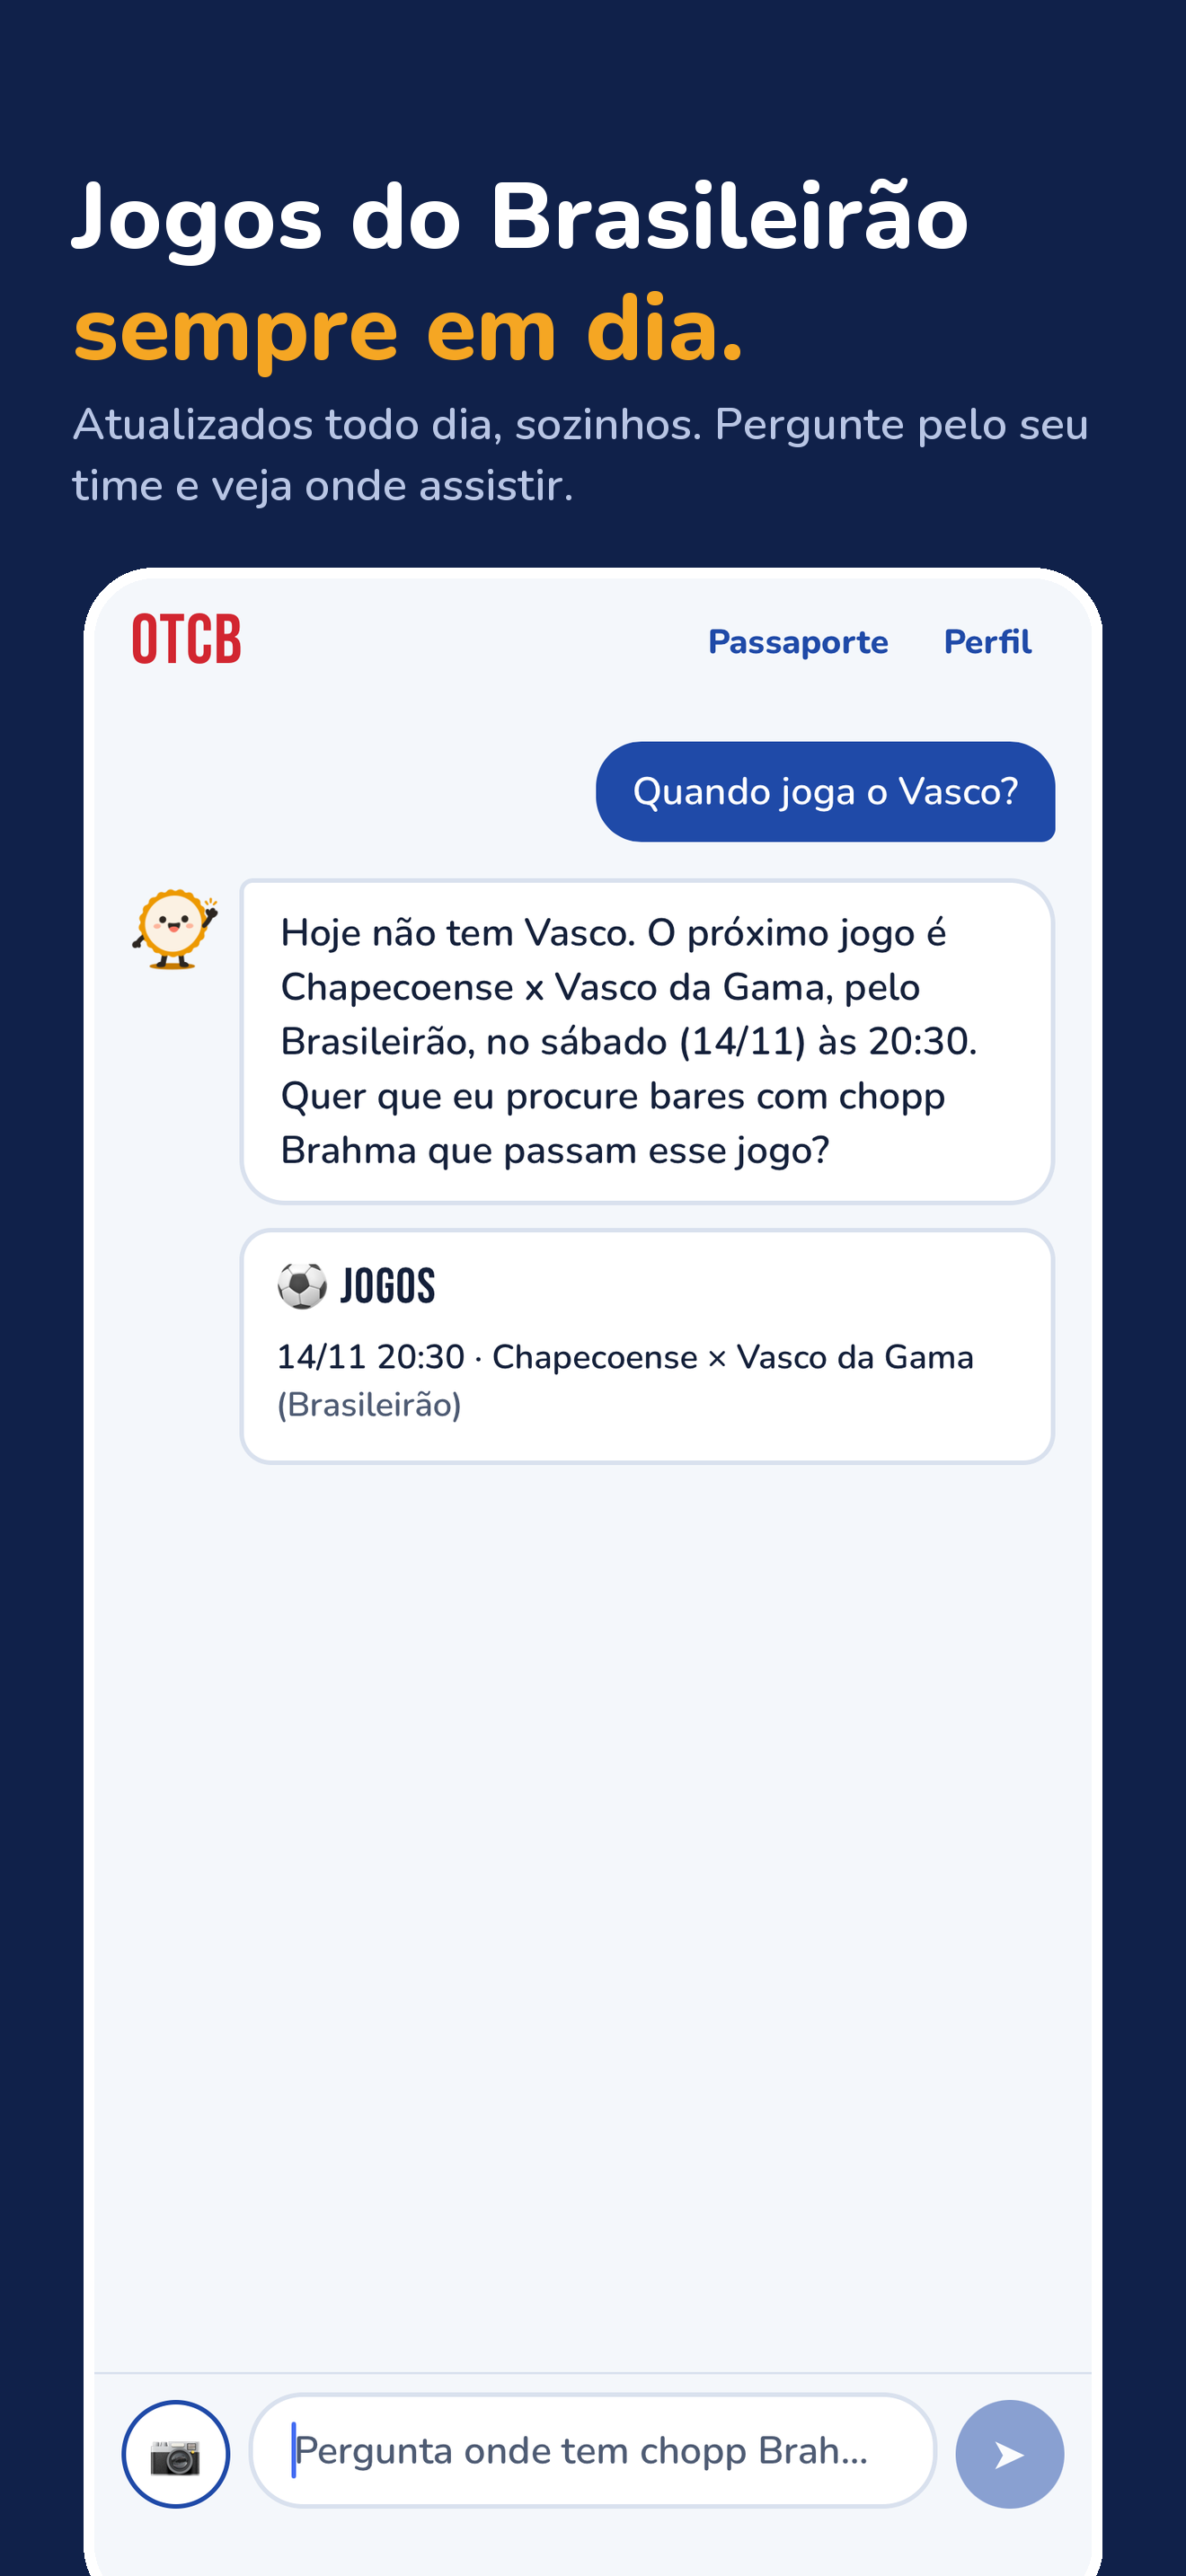 Jogos do Brasileirão
sempre em dia.
Atualizados todo dia, sozinhos. Pergunte pelo seu
time e veja onde assistir.
OTCB
Passaporte
Perfil
Quando joga o Vasco?
Hoje não tem Vasco. O próximo jogo é
Chapecoense x Vasco da Gama, pelo
Brasileirão, no sábado (14/11) às 20:30.
Quer que eu procure bares com chopp
Brahma que passam esse jogo?
JOGOS
14/11 20:30 · Chapecoense × Vasco da Gama
(Brasileirão)
Pergunta onde tem chopp Brah...